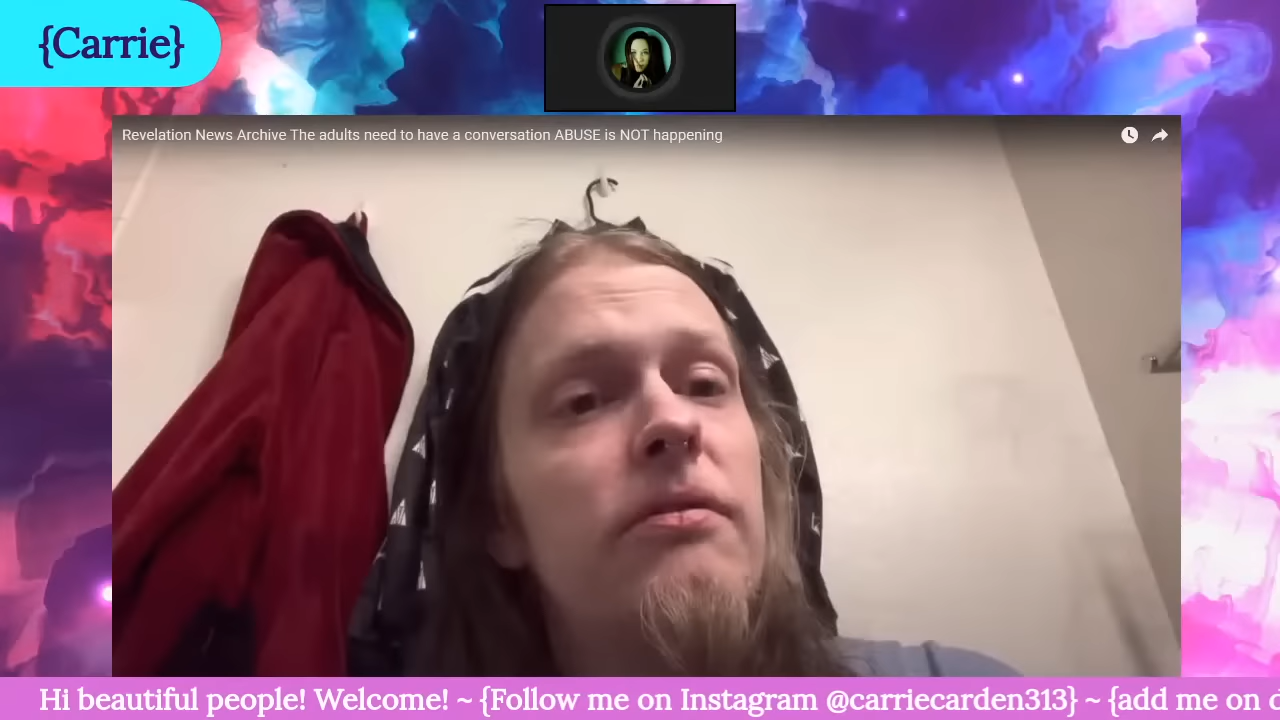 {Carrie}
Revelation News Archive The adults need to have a conversation ABUSE is NOT happening
Hi beautiful people! Welcome! ~ {Follow me on Instagram @carriecarden313} ~ {add me on d